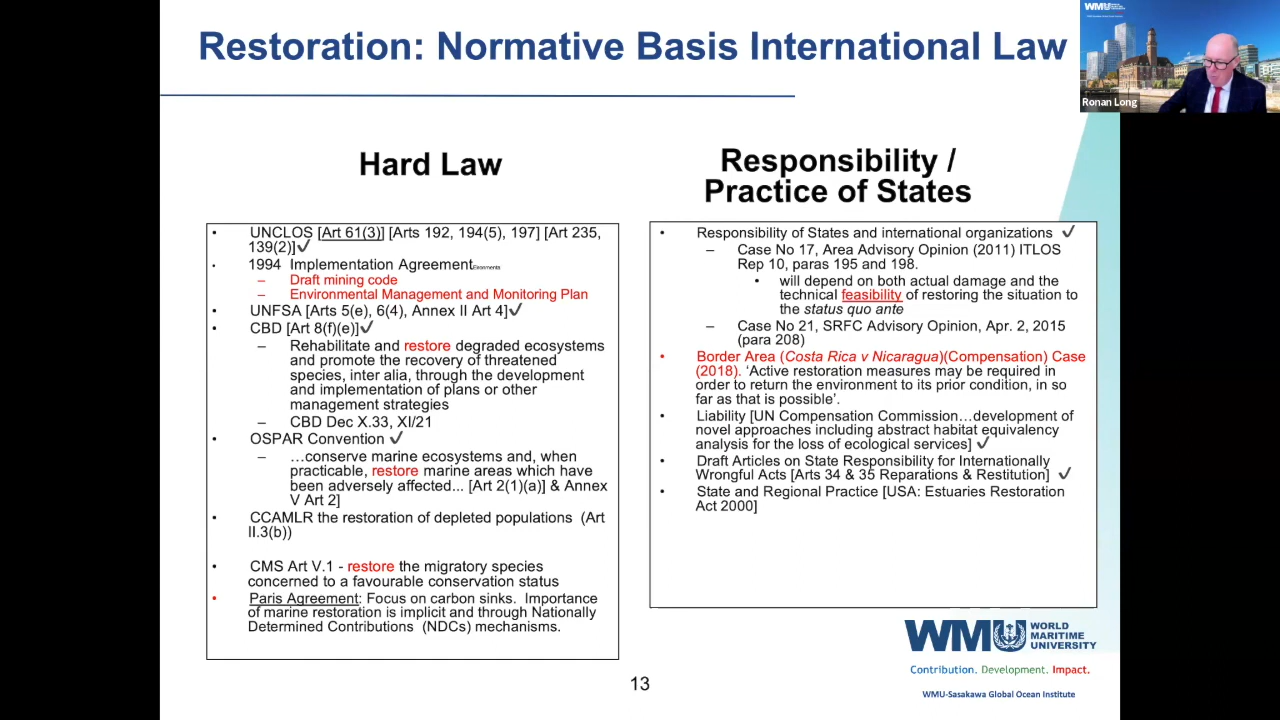 Restoration: Normative Basis International Law
WMU
Ronan Long
Hard Law
• UNCLOS [Art 61(3)] [Arts 192, 194(5), 197] [Art 235,
139(2)]✔
• 1994 Implementation Agreement
– Draft mining code
– Environmental Management and Monitoring Plan
• UNFSA [Arts 5(e), 6(4), Annex II Art 4]✔
• CBD [Art 8(f)(e)]✔
– Rehabilitate and restore degraded ecosystems
and promote the recovery of threatened
species, inter alia, through the development
and implementation of plans or other
management strategies
– CBD Dec X.33, XI/21
• OSPAR Convention ✔
– …conserve marine ecosystems and, when
practicable, restore marine areas which have
been adversely affected... [Art 2(1)(a)] & Annex
V Art 2]
• CCAMLR the restoration of depleted populations (Art
II.3(b))
• CMS Art V.1 - restore the migratory species
concerned to a favourable conservation status
• Paris Agreement: Focus on carbon sinks. Importance
of marine restoration is implicit and through Nationally
Determined Contributions (NDCs) mechanisms.
Responsibility /
Practice of States
• Responsibility of States and international organizations ✔
– Case No 17, Area Advisory Opinion (2011) ITLOS
Rep 10, paras 195 and 198.
• will depend on both actual damage and the
technical feasibility of restoring the situation to
the status quo ante
– Case No 21, SRFC Advisory Opinion, Apr. 2, 2015
(para 208)
• Border Area (Costa Rica v Nicaragua)(Compensation) Case
(2018). ‘Active restoration measures may be required in
order to return the environment to its prior condition, in so
far as that is possible’.
• Liability [UN Compensation Commission…development of
novel approaches including abstract habitat equivalency
analysis for the loss of ecological services] ✔
• Draft Articles on State Responsibility for Internationally
Wrongful Acts [Arts 34 & 35 Reparations & Restitution] ✔
• State and Regional Practice [USA: Estuaries Restoration
Act 2000]
WMU WORLD
MARITIME
UNIVERSITY
Contribution. Development. Impact.
WMU-Sasakawa Global Ocean Institute
13